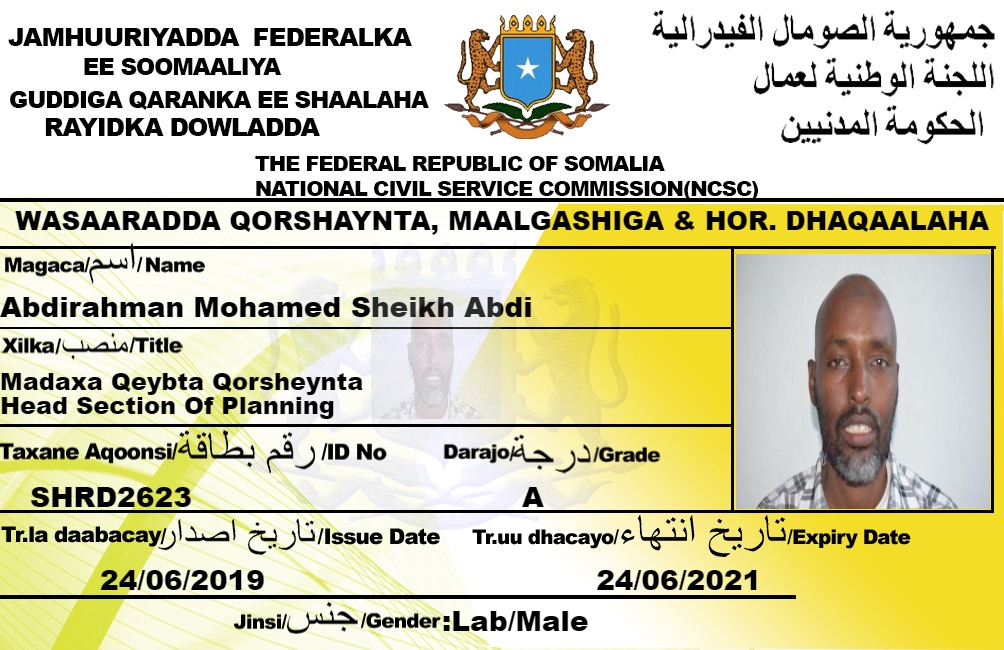 JAMHUURIYADDA FEDERALKA
EE SOOMAALIYA
GUDDIGA QARANKA EE SHAALAHA
RAYIDKA DOWLADDA
جمهورية الصومال الفيدرالية
اللجنة الوطنية لعمال
الحكومة المدنيين
THE FEDERAL REPUBLIC OF SOMALIA
NATIONAL CIVIL SERVICE COMMISSION(NCSC)
WASAARADDA QORSHAYNTA, MAALGASHIGA & HOR. DHAQAALAHA
Magaca/اسم/Name
Abdirahman Mohamed Sheikh Abdi
Xilka/منصب/Title
Madaxa Qeybta Qorsheynta
Head Section Of Planning
Taxane Aqoonsi/رقم بطاقة/ID No
Darajo/درجة/Grade
SHRD2623
A
Tr.la daabacay/تاريخ اصدار/Issue Date
Tr.uu dhacayo/تاريخ انتهاء/Expiry Date
24/06/2019
24/06/2021
Jinsi/جنس/Gender:Lab/Male